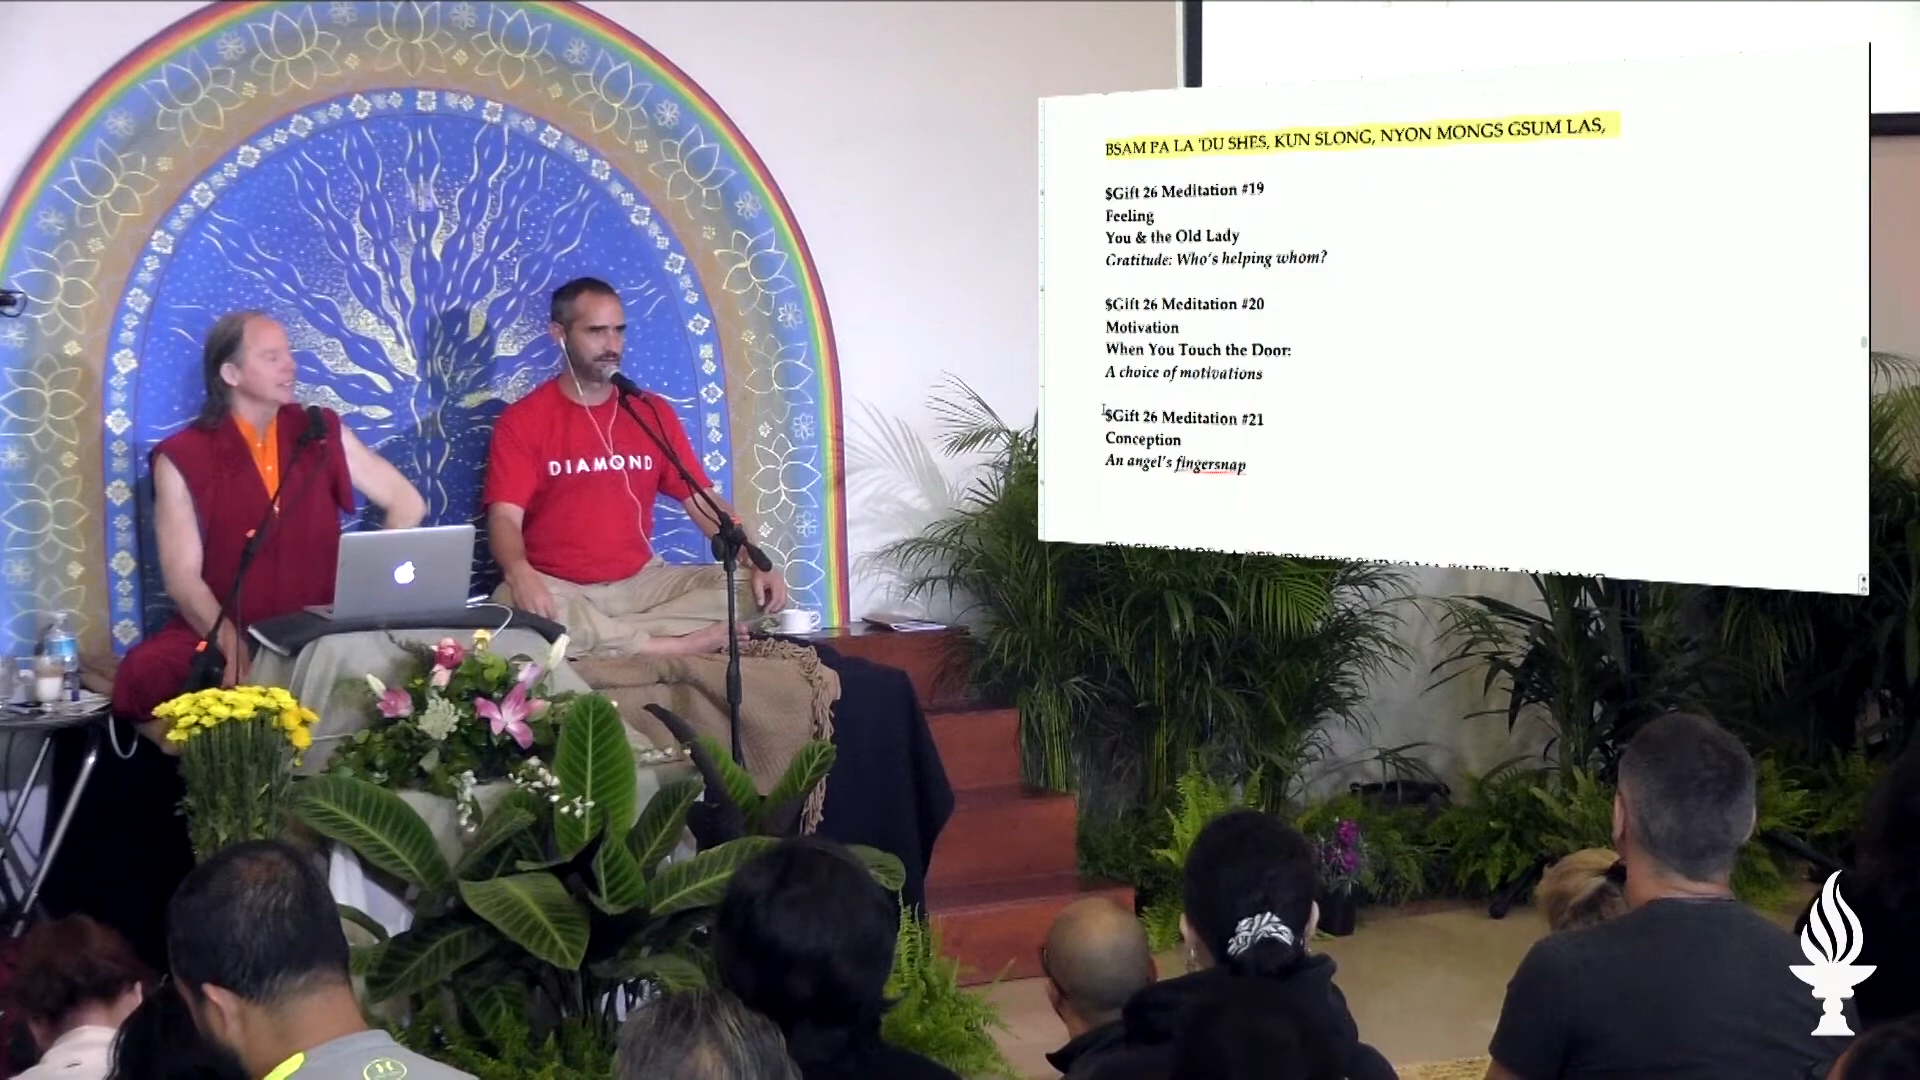 BSAM PA LA 'DU SHES, KUN SLONG, NYON MONGS GSUM LAS,
$Gift 26 Meditation #19
Feeling
You & the Old Lady
Gratitude: Who's helping whom?
$Gift 26 Meditation #20
Motivation
When You Touch the Door:
A choice of motivations
$Gift 26 Meditation #21
Conception
An angel's fingersnap
DIAMOND